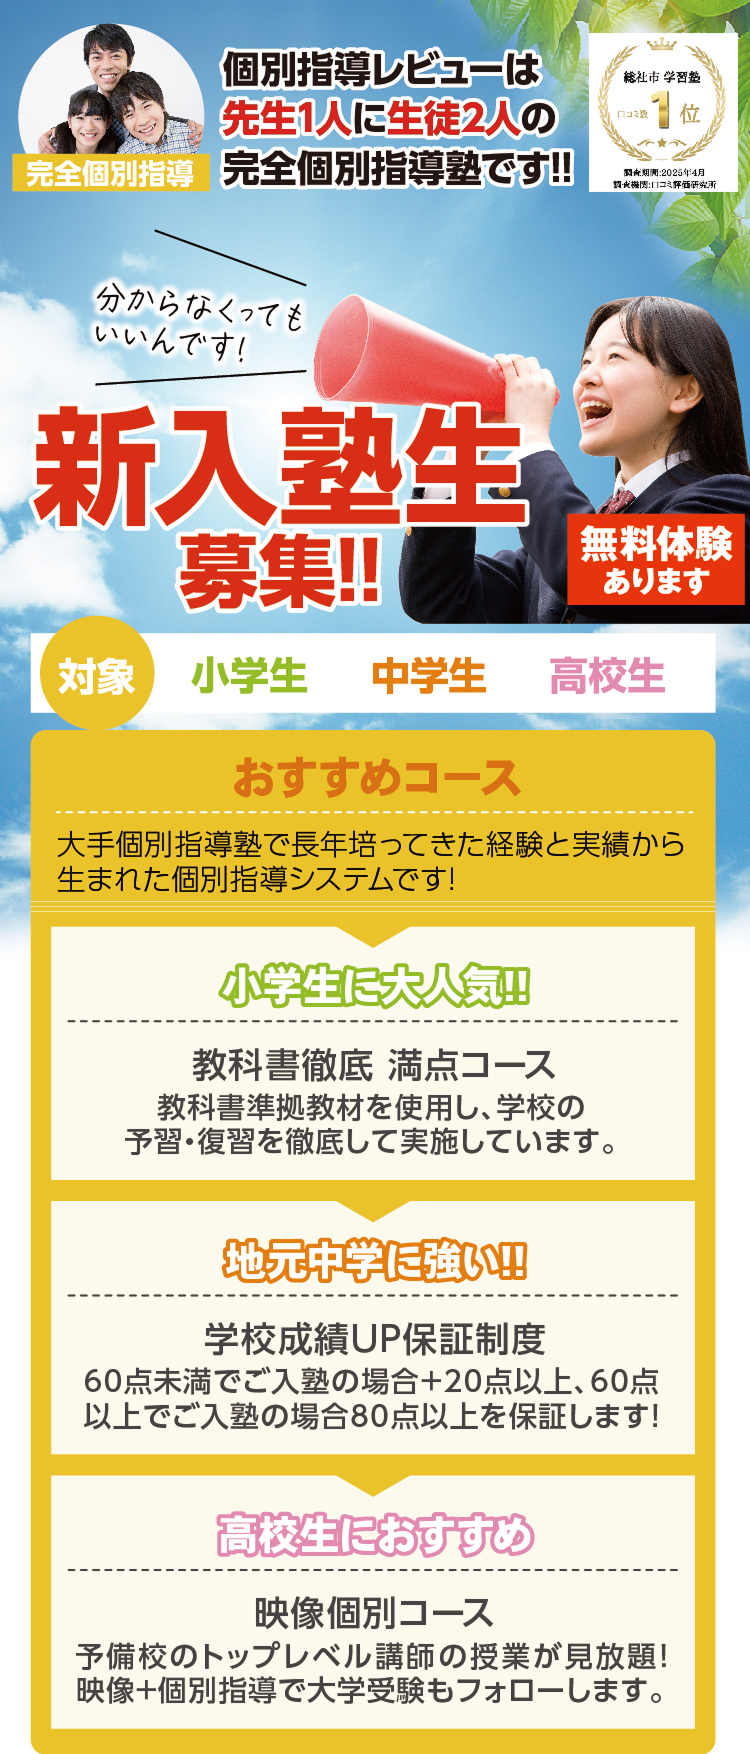 個別指導レビューは
先生1人に生徒2人の
完全個別指導塾です!!
完全個別指導
総社市 学習塾
口コミ数 1 位
調査期間:2025年4月
調査機関:口コミ評価研究所
分からなくっても
いいんです!
新入塾生
募集!!
無料体験
あります
対象 小学生 中学生 高校生
おすすめコース
大手個別指導塾で長年培ってきた経験と実績から
生まれた個別指導システムです!
小学生に大人気!!
教科書徹底 満点コース
教科書準拠教材を使用し、学校の
予習・復習を徹底して実施しています。
地元中学に強い!!
学校成績UP保証制度
60点未満でご入塾の場合+20点以上、60点
以上でご入塾の場合80点以上を保証します!
高校生におすすめ
映像個別コース
予備校のトップレベル講師の授業が見放題!
映像+個別指導で大学受験もフォローします。